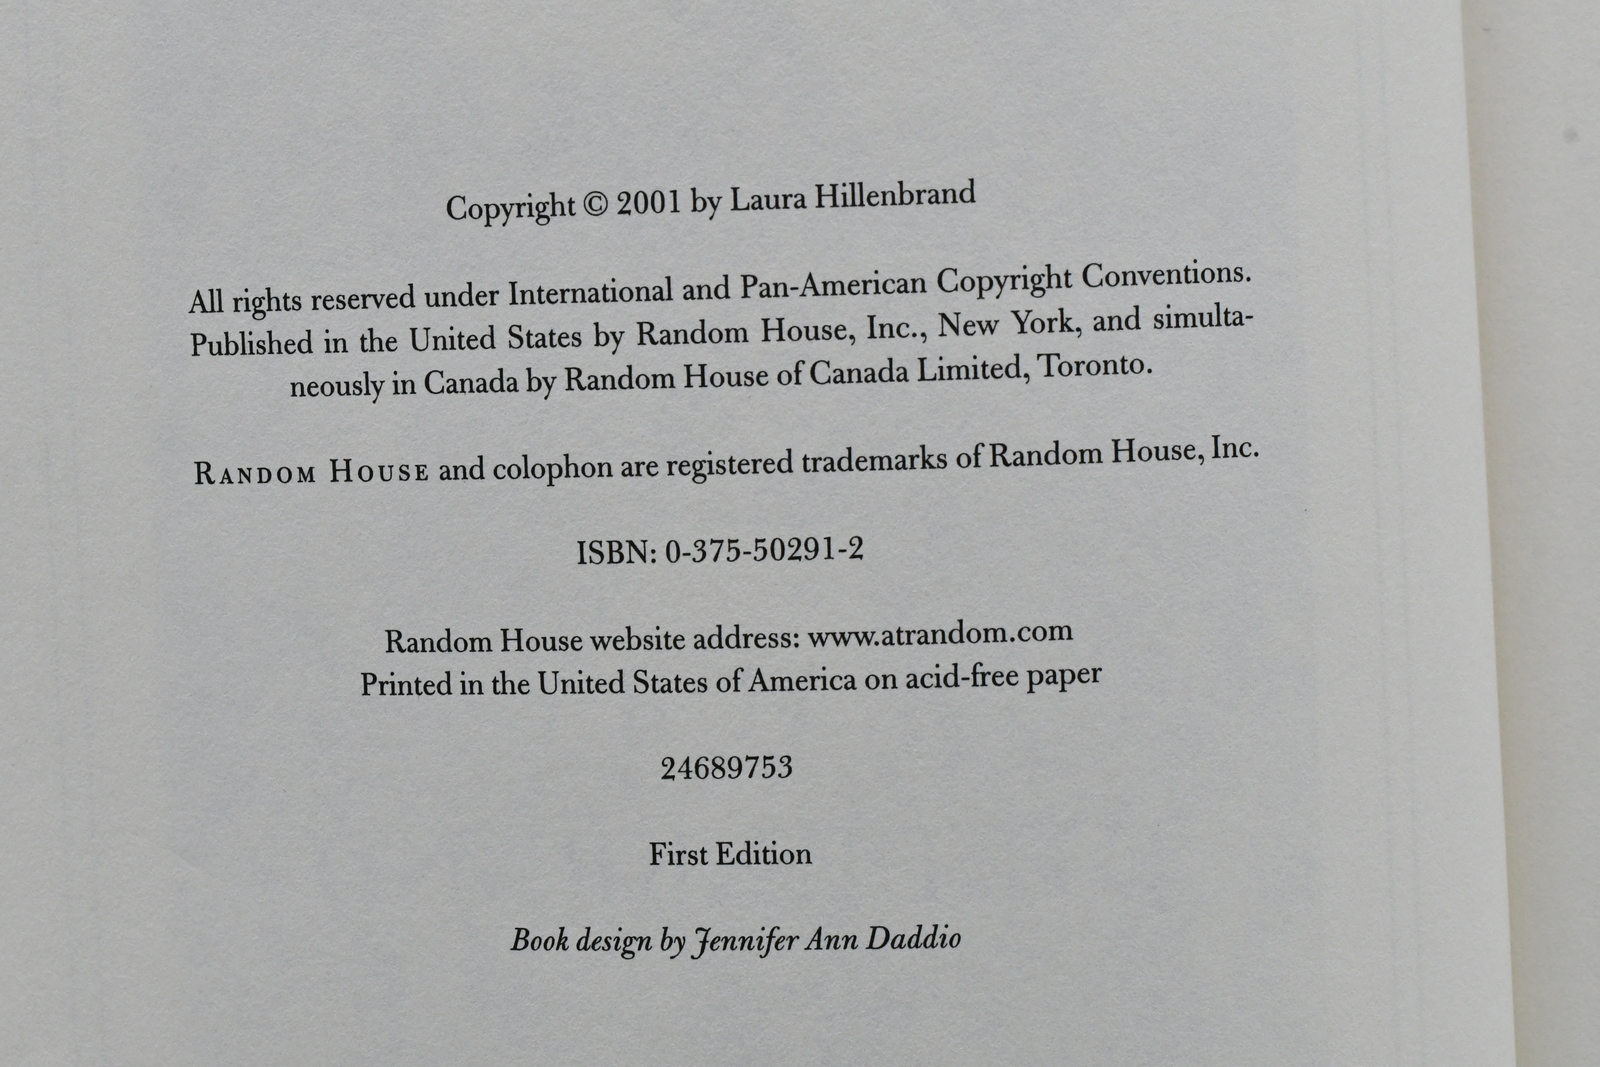 Copyright © 2001 by Laura Hillenbrand
All rights reserved under International and Pan-American Copyright Conventions.
Published in the United States by Random House, Inc., New York, and simulta-
neously in Canada by Random House of Canada Limited, Toronto.
RANDOM HOUSE and colophon are registered trademarks of Random House, Inc.
ISBN: 0-375-50291-2
Random House website address: www.atrandom.com
Printed in the United States of America on acid-free paper
24689753
First Edition
Book design by Jennifer Ann Daddio